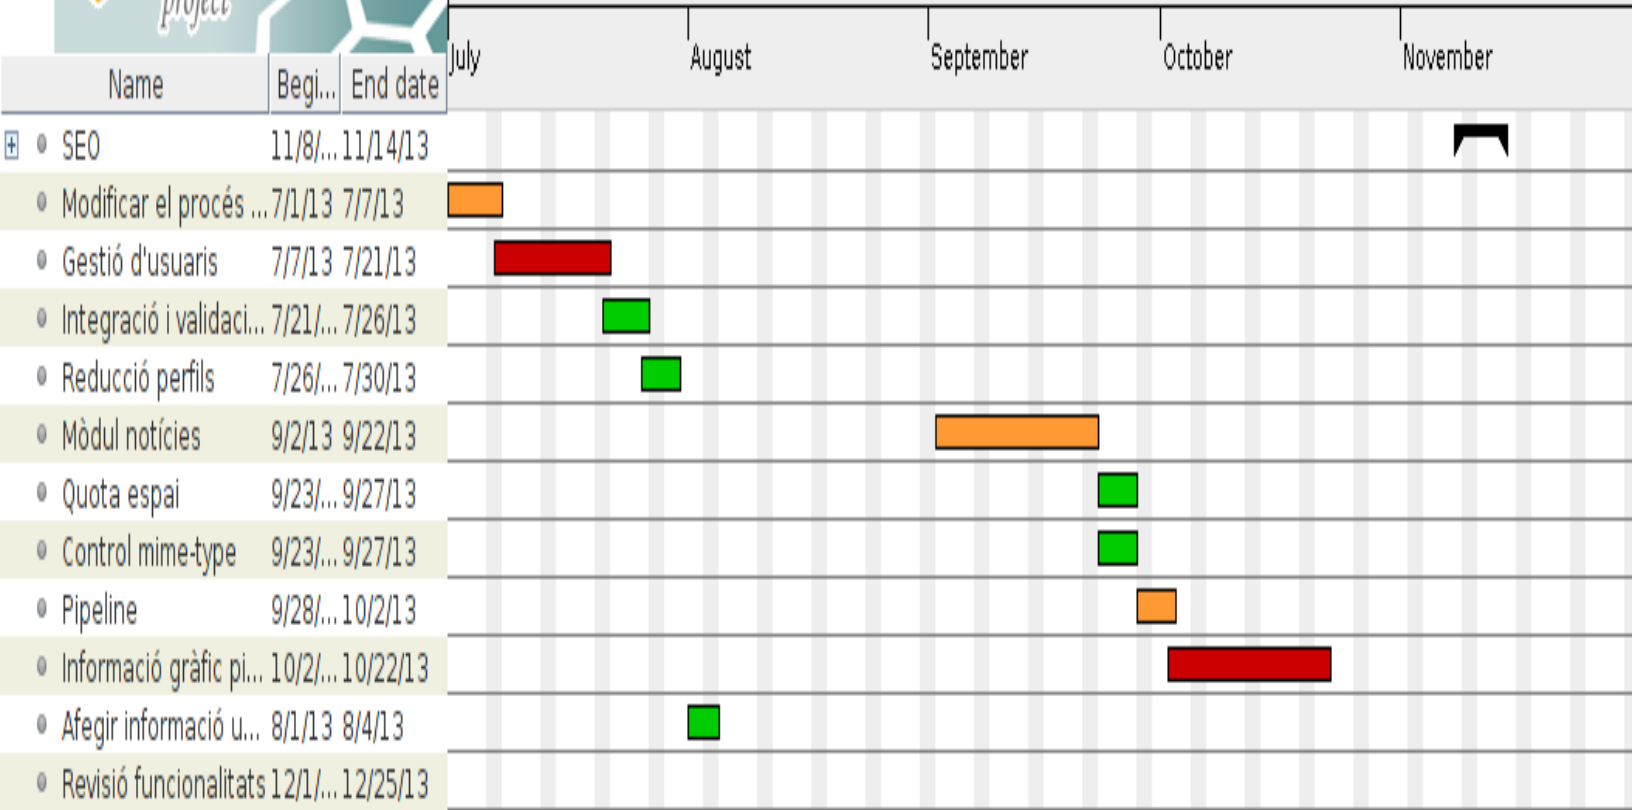 project
July August September October November
Name Begi... End date
SEO 11/8/... 11/14/13
Modificar el procés ... 7/1/13 7/7/13
Gestió d'usuaris 7/7/13 7/21/13
Integració i validaci... 7/21/... 7/26/13
Reducció perfils 7/26/... 7/30/13
Mòdul notícies 9/2/13 9/22/13
Quota espai 9/23/... 9/27/13
Control mime-type 9/23/... 9/27/13
Pipeline 9/28/... 10/2/13
Informació gràfic pi... 10/2/... 10/22/13
Afegir informació u... 8/1/13 8/4/13
Revisió funcionalitats 12/1/... 12/25/13